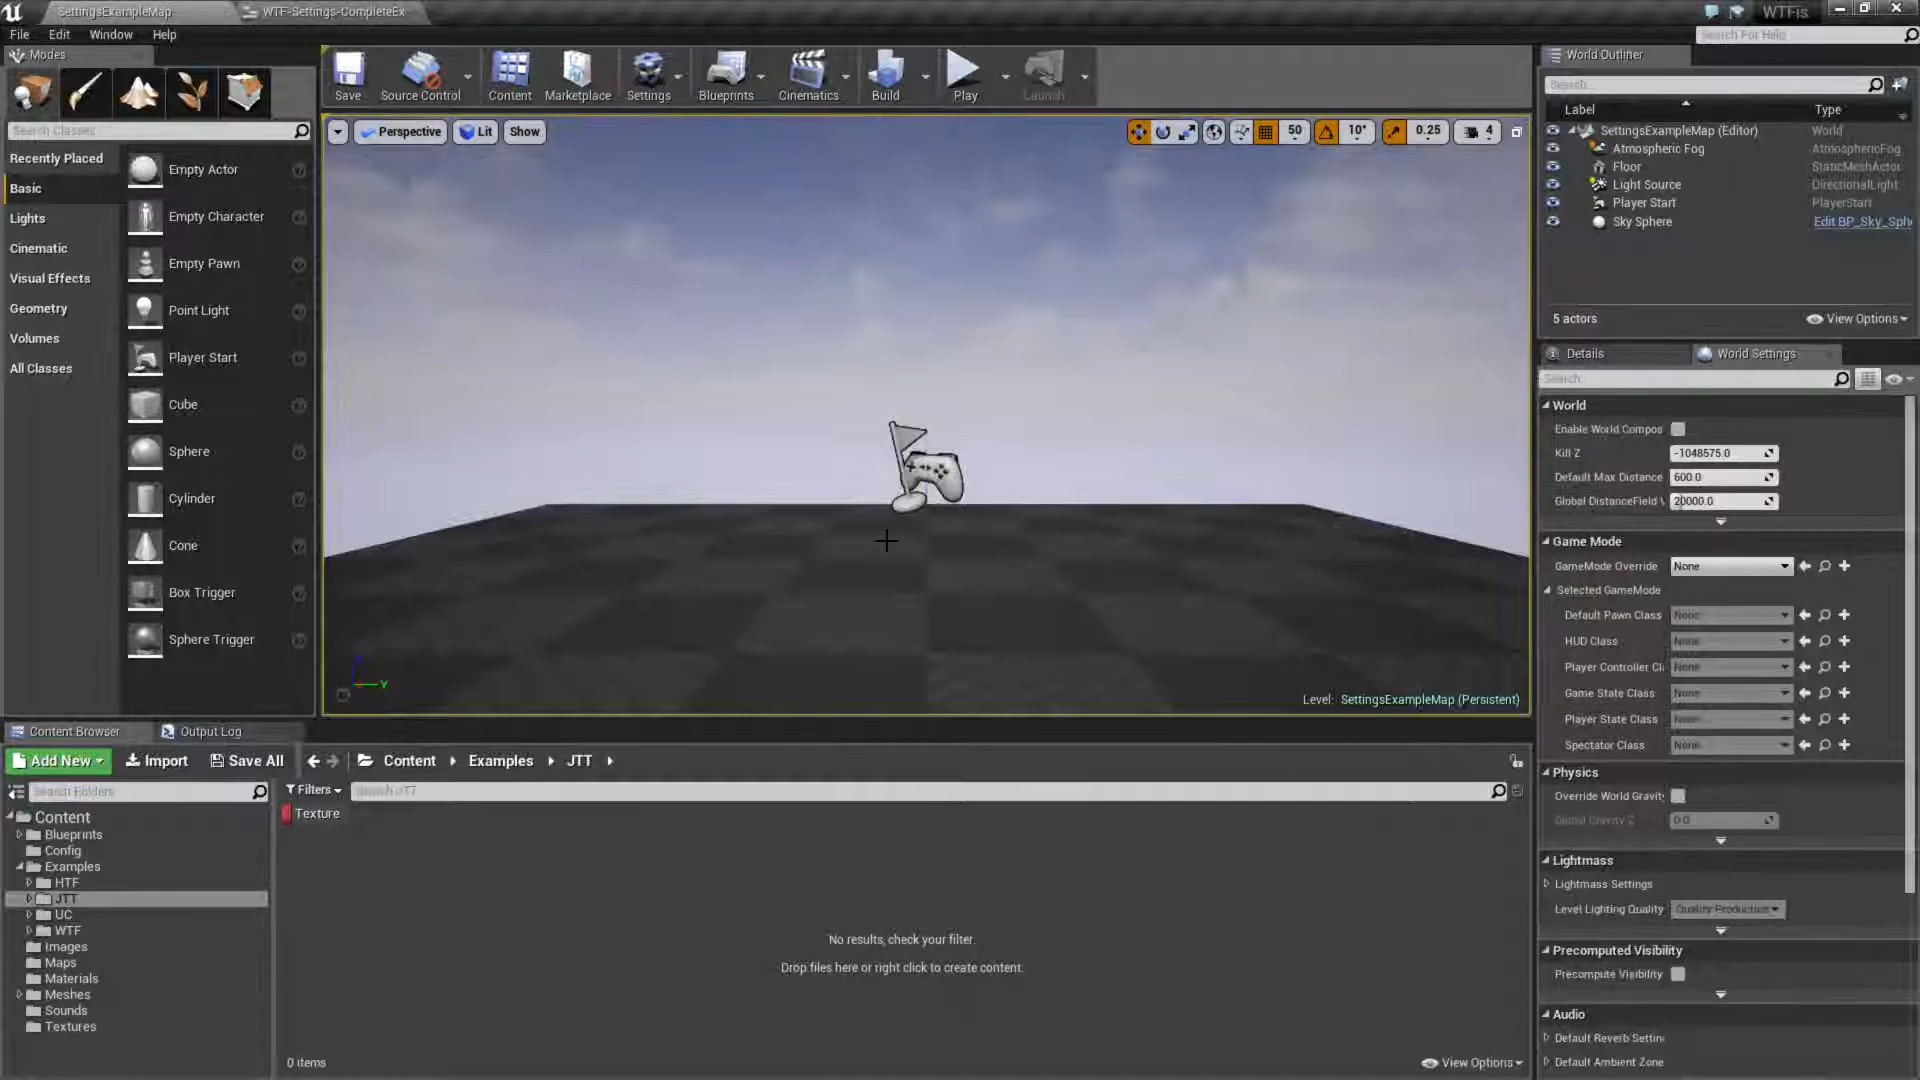 SettingsExampleMap
WTF-Settings-CompleteEx
WTFis
File Edit Window Help
Search For Help
Modes
Search Classes
Recently Placed
Basic
Lights
Cinematic
Visual Effects
Geometry
Volumes
All Classes
Empty Actor
Empty Character
Empty Pawn
Point Light
Player Start
Cube
Sphere
Cylinder
Cone
Box Trigger
Sphere Trigger
Save
Source Control
Content
Marketplace
Settings
Blueprints
Cinematics
Build
Play
Launch
Perspective
Lit
Show
50
10°
0.25
4
Y
Level: SettingsExampleMap (Persistent)
World Outliner
Search...
Label Type
SettingsExampleMap (Editor) World
Atmospheric Fog AtmosphericFog
Floor StaticMeshActor
Light Source DirectionalLight
Player Start PlayerStart
Sky Sphere Edit BP_Sky_Sph
5 actors
View Options
Details
World Settings
Search
World
Enable World Compos
Kill Z -1048575.0
Default Max Distance 600.0
Global DistanceField V 20000.0
Game Mode
GameMode Override None
Selected GameMode
Default Pawn Class None
HUD Class None
Player Controller Cl None
Game State Class None
Player State Class None
Spectator Class None
Physics
Override World Gravity
Global Gravity Z 0.0
Lightmass
Lightmass Settings
Level Lighting Quality Quality Production
Precomputed Visibility
Precompute Visibility
Audio
Default Reverb Settin
Default Ambient Zone
Content Browser
Output Log
Add New
Import
Save All
Content
Examples
JTT
Search Folders
Filters
Search JTT
Texture
Content
Blueprints
Config
Examples
HTF
JTT
UC
WTF
Images
Maps
Materials
Meshes
Sounds
Textures
No results, check your filter.
Drop files here or right click to create content.
0 items
View Options